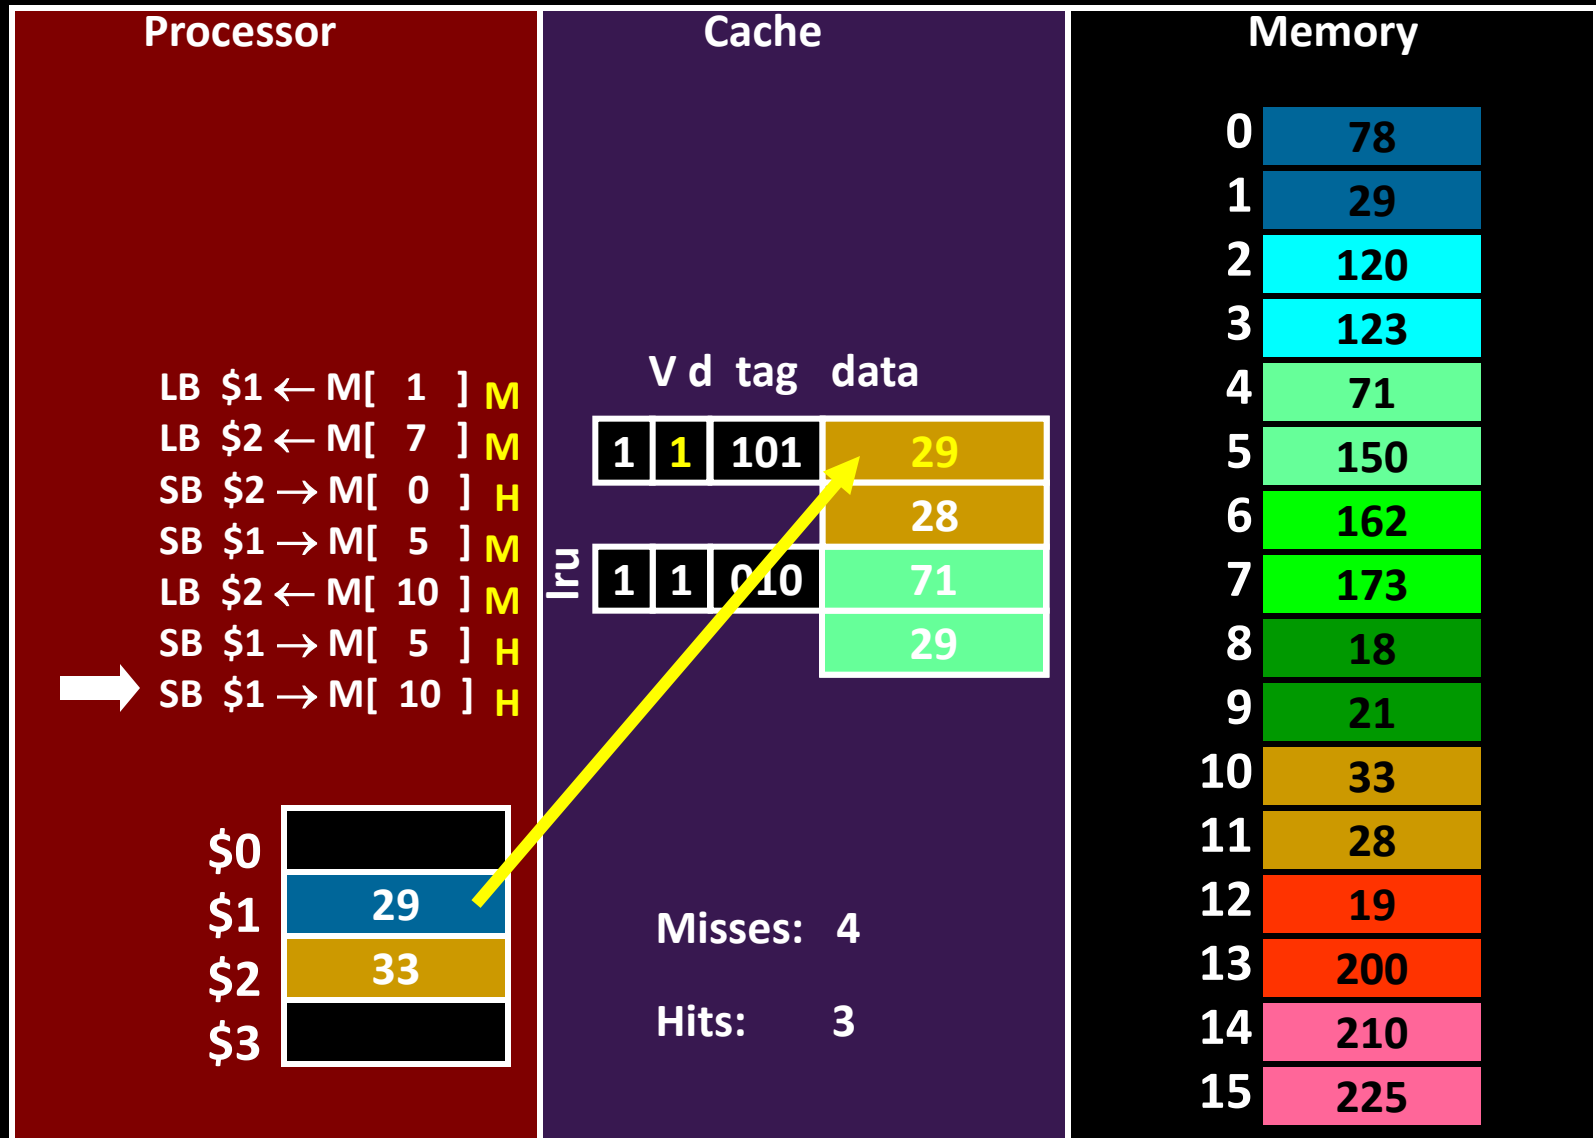 Processor
LB $1 ← M[ 1 ] M
LB $2 ← M[ 7 ] M
SB $2 → M[ 0 ] H
SB $1 → M[ 5 ] M
LB $2 ← M[ 10 ] M
SB $1 → M[ 5 ] H
SB $1 → M[ 10 ] H
$0
$1 29
$2 33
$3
Cache
V d tag data
1 1 101 29
28
lru 1 1 010 71
29
Misses: 4
Hits: 3
Memory
0 78
1 29
2 120
3 123
4 71
5 150
6 162
7 173
8 18
9 21
10 33
11 28
12 19
13 200
14 210
15 225